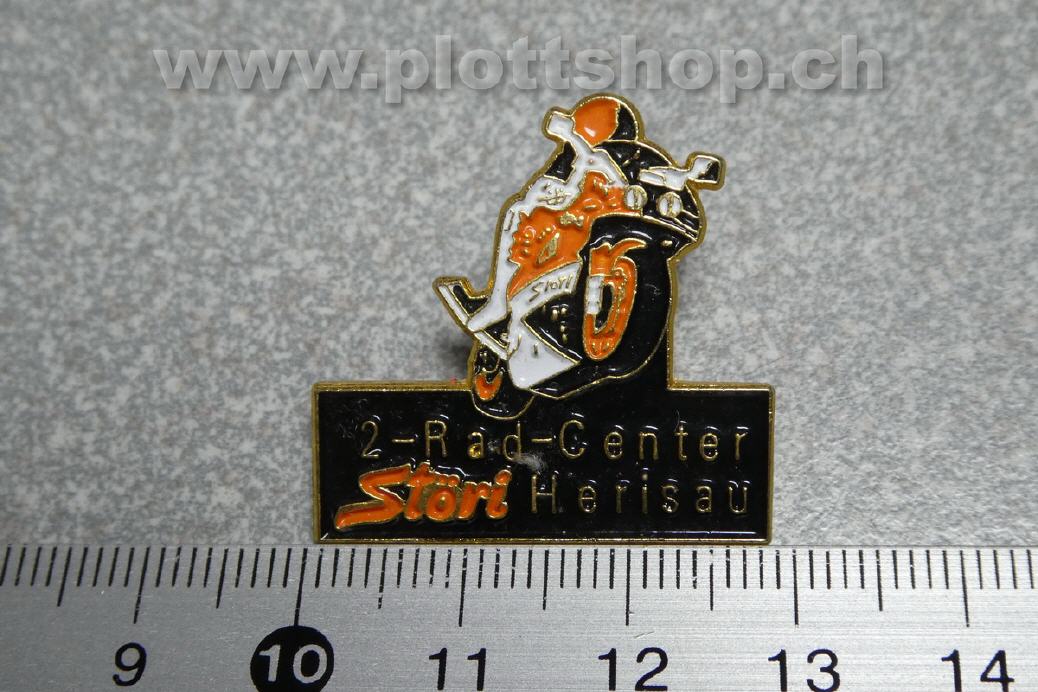 www.plottshop.ch
Störi
2-Rad-Center
Störi Herisau
9 10 11 12 13 14